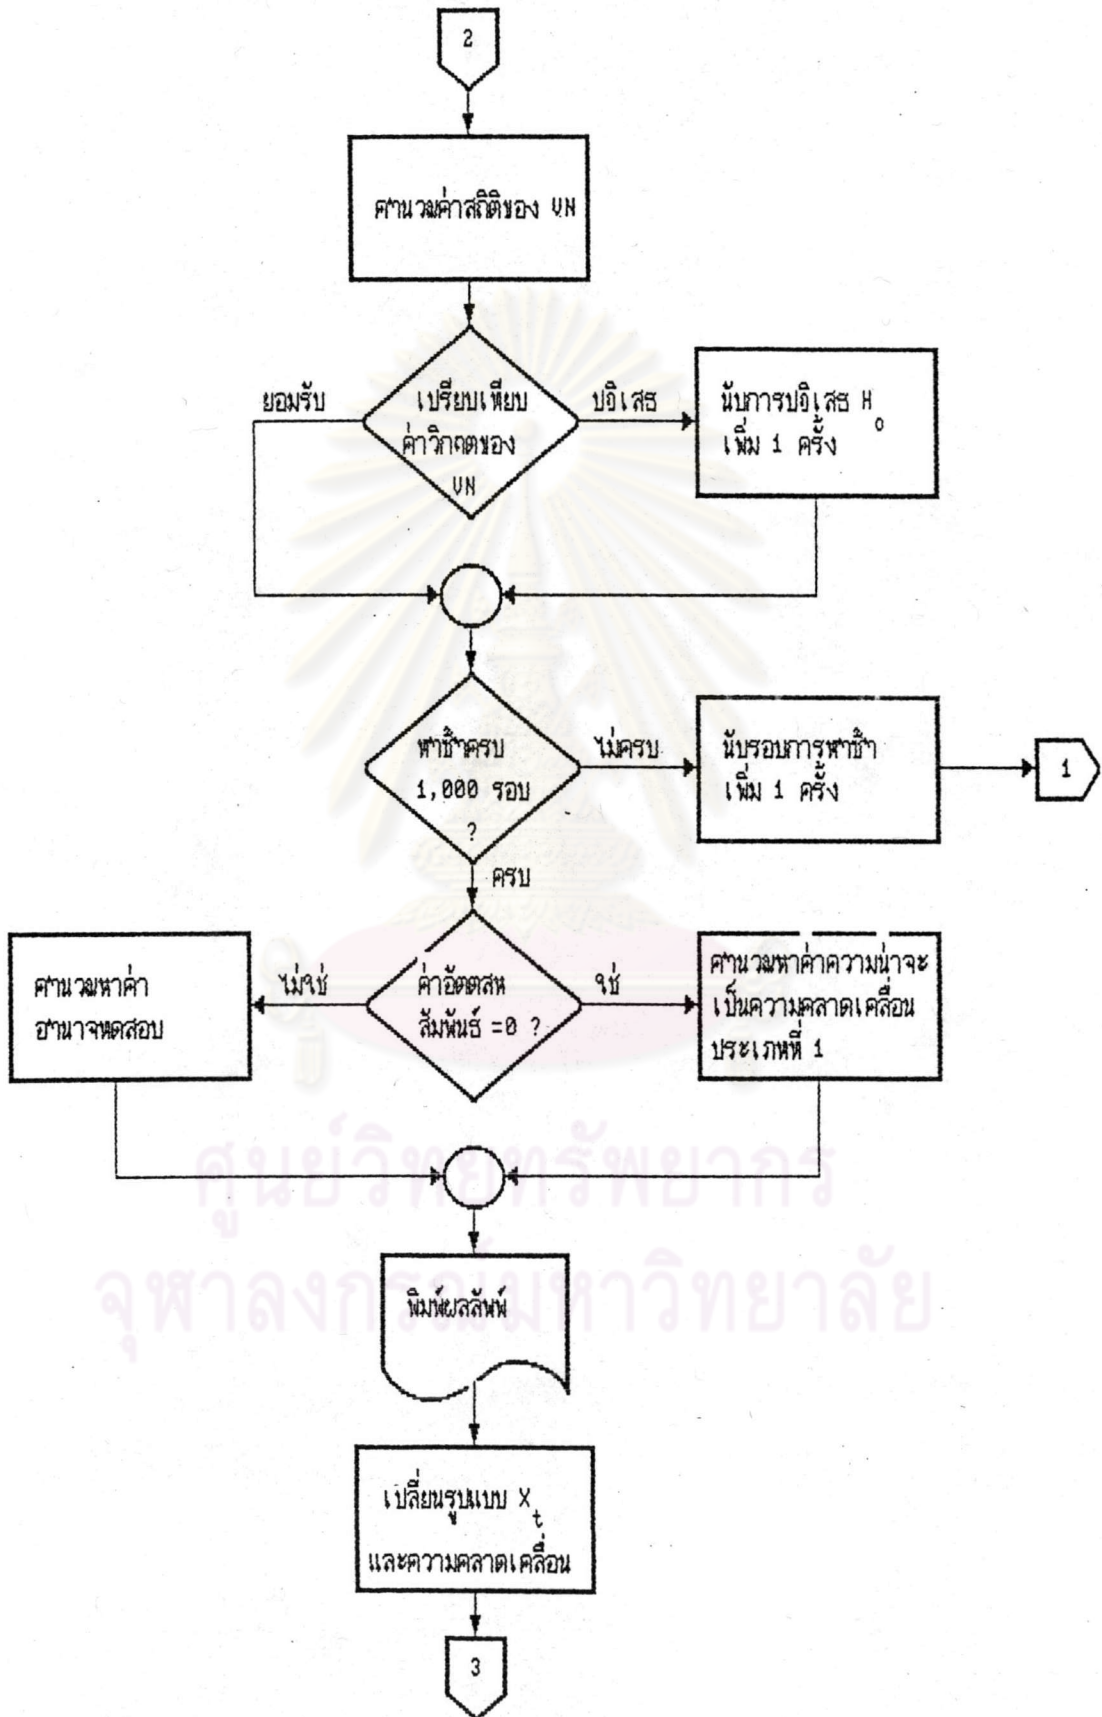 2
คำนวณค่าสถิติของ VN
ยอมรับ
เปรียบเทียบ
ค่าวิกฤตของ
VN
ปฏิเสธ
นับการปฏิเสธ H₀
เพิ่ม 1 ครั้ง
ทำซ้ำครบ
1,000 รอบ
?
ไม่ครบ
นับรอบการทำซ้ำ
เพิ่ม 1 ครั้ง
1
ครบ
คำนวณหาค่า
อำนาจทดสอบ
ไม่ใช่
ค่าอัตตสห
สัมพันธ์ =0 ?
ใช่
คำนวณหาค่าความน่าจะ
เป็นความคลาดเคลื่อน
ประเภทที่ 1
ศูนย์วิทยทรัพยากร
จุฬาลงกรณ์มหาวิทยาลัย
พิมพ์ผลลัพท์
เปลี่ยนรูปแบบ Xₜ
และความคลาดเคลื่อน
3